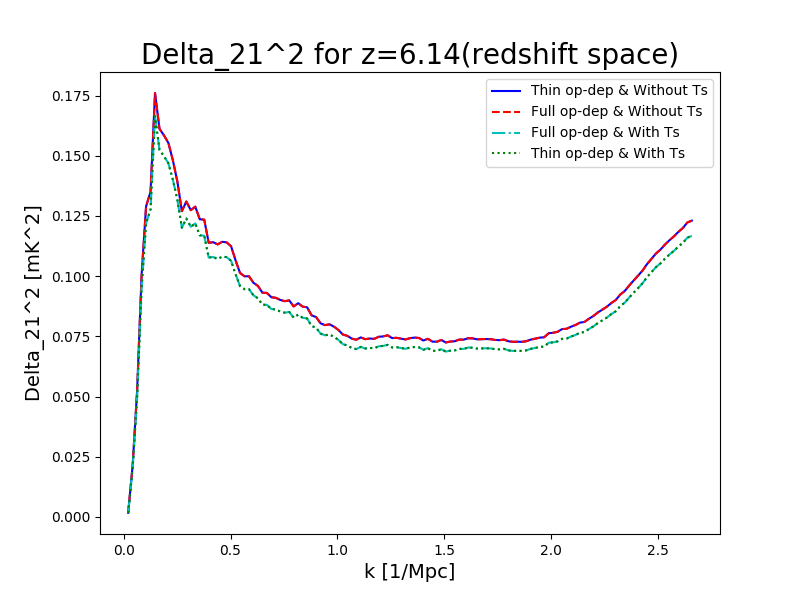 Delta_21^2 for z=6.14(redshift space)
Thin op-dep & Without Ts
Full op-dep & Without Ts
Full op-dep & With Ts
Thin op-dep & With Ts
Delta_21^2 [mK^2]
0.175
0.150
0.125
0.100
0.075
0.050
0.025
0.000
0.0 0.5 1.0 1.5 2.0 2.5
k [1/Mpc]